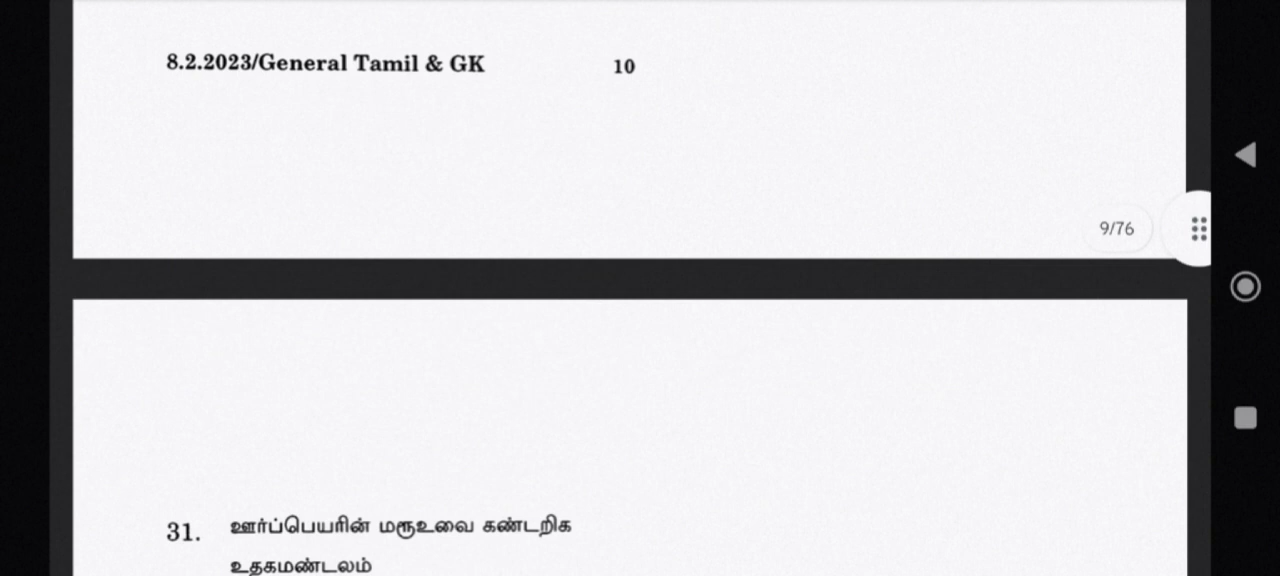 8.2.2023/General Tamil & GK 10
9/76
31. ஊர்ப்பெயரின் மரூஉவை கண்டறிக
உதகமண்டலம்